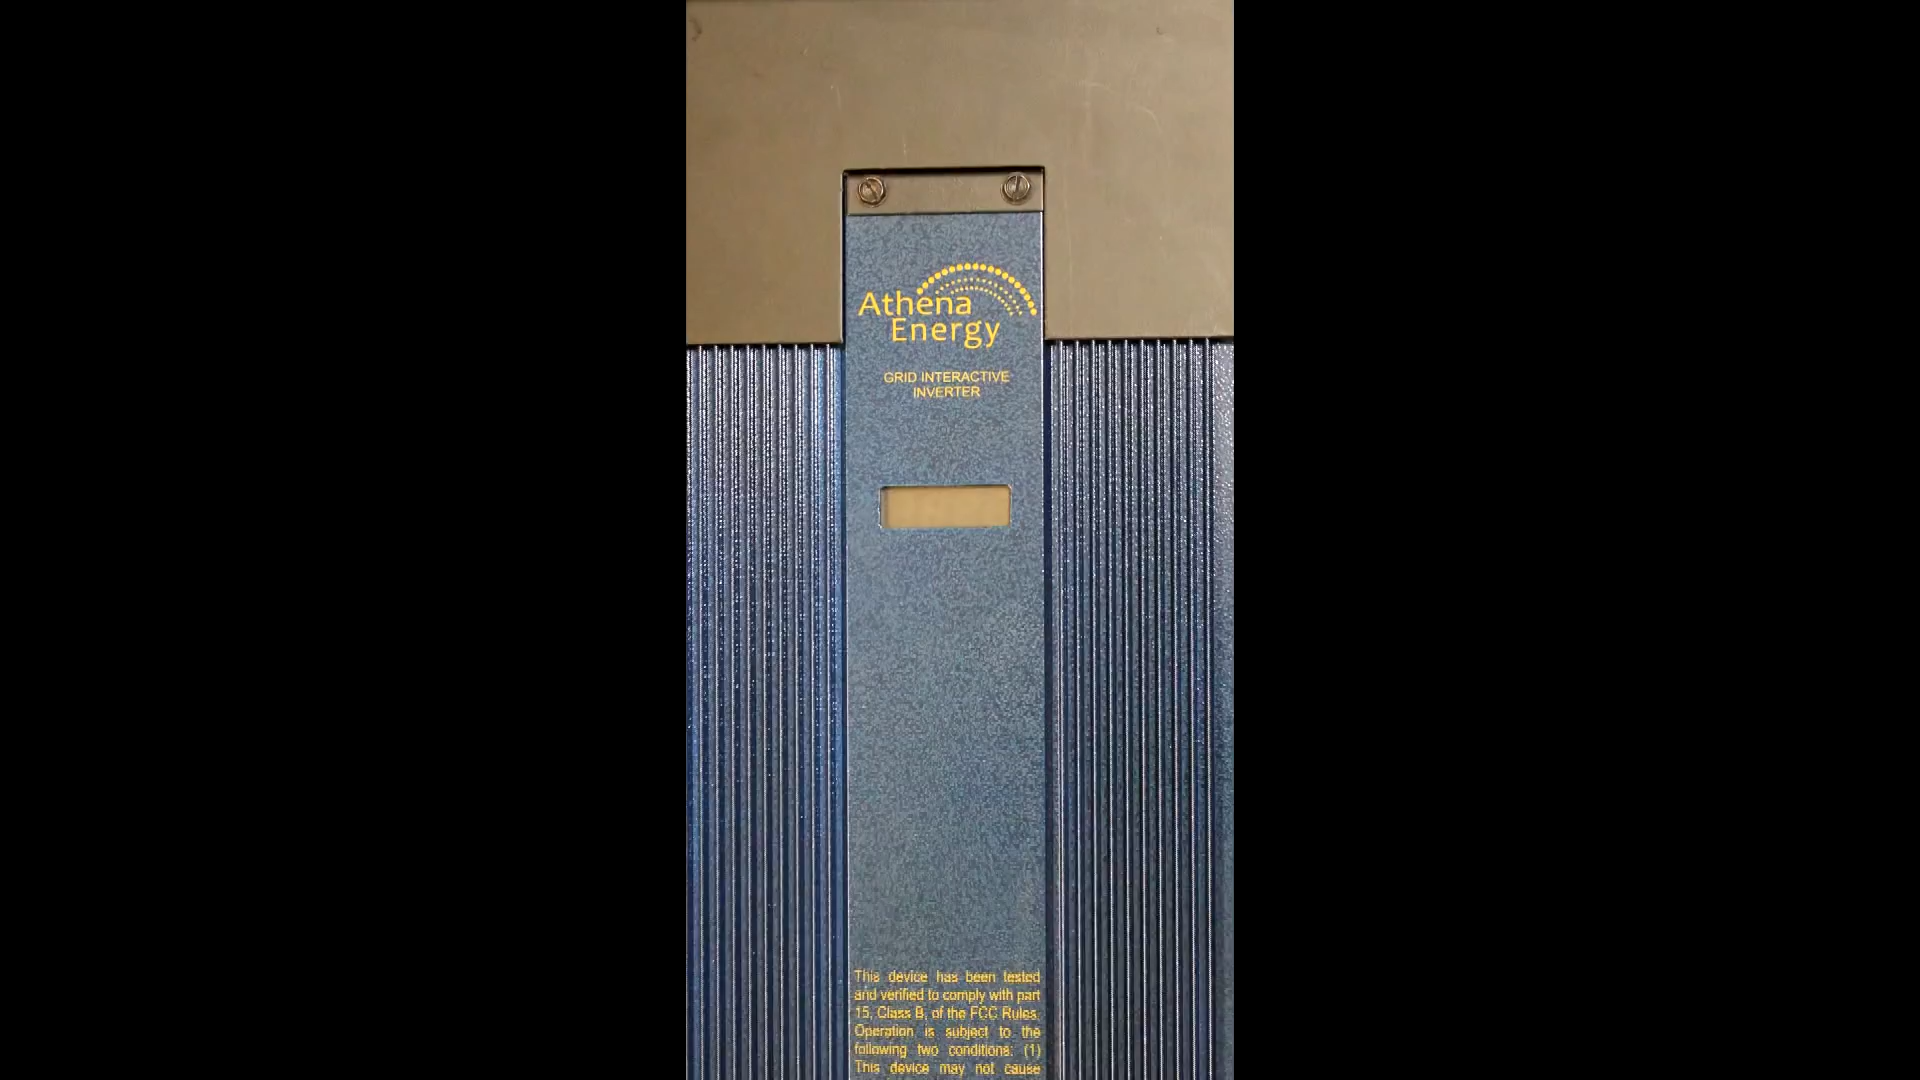 Athena
Energy
GRID INTERACTIVE
INVERTER
This device has been tested
and verified to comply with part
15, Class B, of the FCC Rules.
Operation is subject to the
following two conditions: (1)
This device may not cause